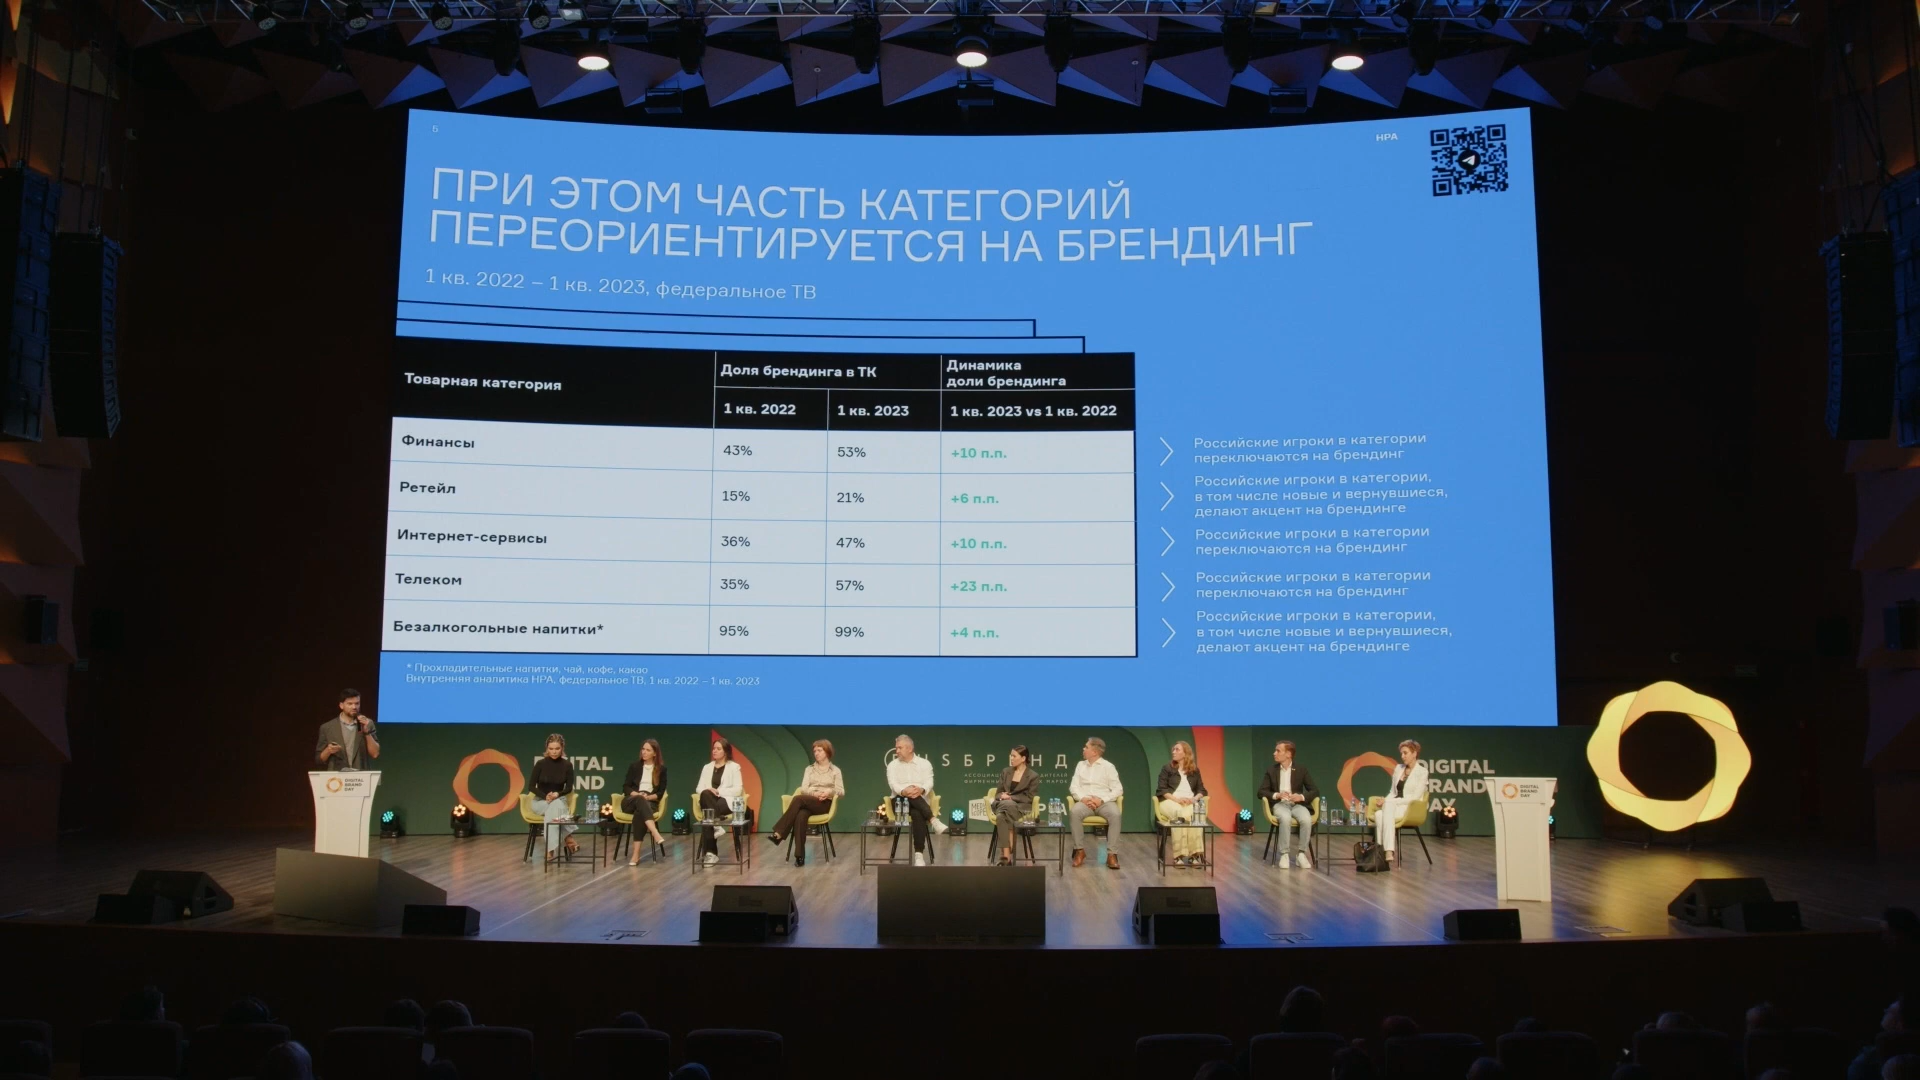 5
НРА
ПРИ ЭТОМ ЧАСТЬ КАТЕГОРИЙ
ПЕРЕОРИЕНТИРУЕТСЯ НА БРЕНДИНГ
1 кв. 2022 – 1 кв. 2023, федеральное ТВ
Товарная категория
Доля брендинга в ТК
Динамика
доли брендинга
1 кв. 2022
1 кв. 2023
1 кв. 2023 vs 1 кв. 2022
Финансы 43% 53% +10 п.п.
Российские игроки в категории
переключаются на брендинг
Ретейл 15% 21% +6 п.п.
Российские игроки в категории,
в том числе новые и вернувшиеся,
делают акцент на брендинге
Интернет-сервисы 36% 47% +10 п.п.
Российские игроки в категории
переключаются на брендинг
Телеком 35% 57% +23 п.п.
Российские игроки в категории
переключаются на брендинг
Безалкогольные напитки* 95% 99% +4 п.п.
Российские игроки в категории,
в том числе новые и вернувшиеся,
делают акцент на брендинге
* Прохладительные напитки, чай, кофе, какао
Внутренняя аналитика НРА, федеральное ТВ, 1 кв. 2022 – 1 кв. 2023
DIGITAL
BRAND
DAY
БРЕНД
DIGITAL
BRAND
DAY
DIGITAL
BRAND
DAY